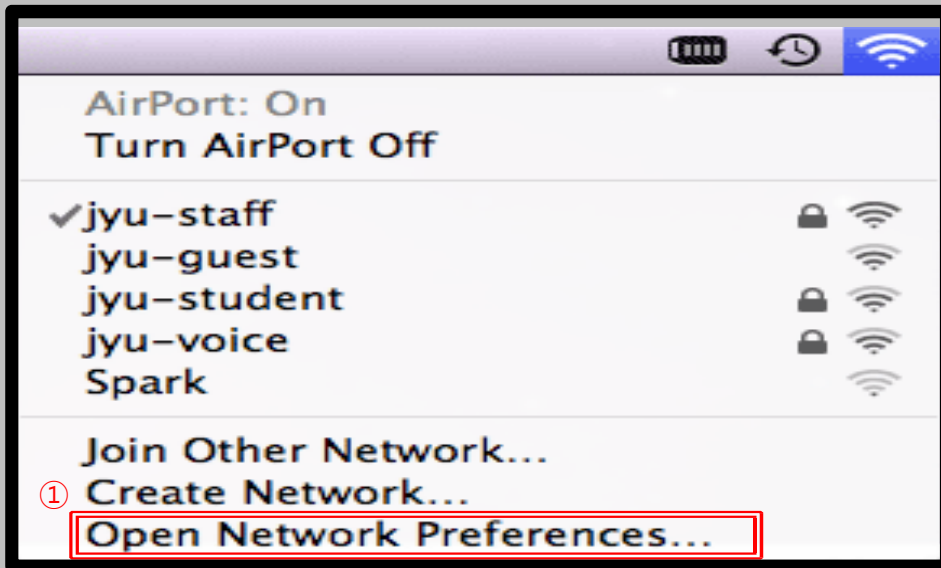 AirPort: On
Turn AirPort Off
jyu-staff
jyu-guest
jyu-student
jyu-voice
Spark
Join Other Network...
① Create Network...
Open Network Preferences...